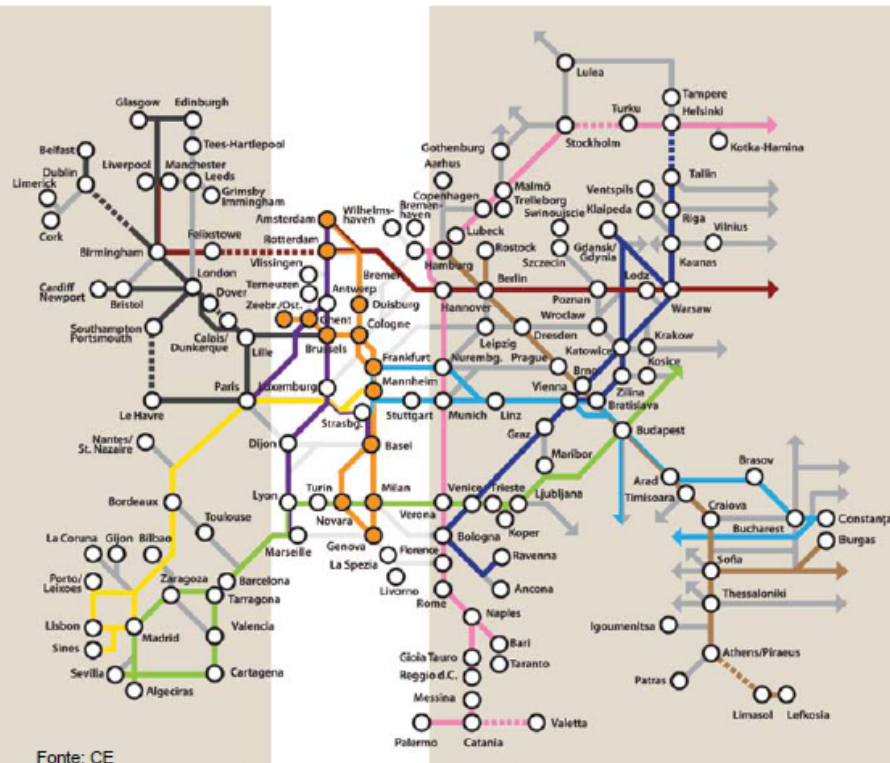 Glasgow
Edinburgh
Belfast
Dublin
Limerick
Cork
Tees-Hartlepool
Liverpool
Manchester
Leeds
Grimsby
Immingham
Birmingham
Felixstowe
London
Cardiff
Newport
Bristol
Dover
Southampton
Portsmouth
Calais/
Dunkerque
Lille
Le Havre
Paris
Amsterdam
Rotterdam
Vlissingen
Terneuzen
Zeebr./Ost.
Ghent
Antwerp
Brussels
Wilhelms-
haven
Bremen-
haven
Bremen
Duisburg
Cologne
Frankfurt
Mannheim
Luxemburg
Strasbg.
Basel
Dijon
Lyon
Turin
Novara
Milan
Genova
Marseille
La Spezia
Livorno
Florence
Nantes/
St. Nazaire
Bordeaux
Toulouse
La Coruna
Gijon
Bilbao
Porto/
Leixoes
Zaragoza
Barcelona
Tarragona
Lisbon
Madrid
Valencia
Sines
Sevilla
Algeciras
Cartagena
Lulea
Tampere
Helsinki
Turku
Stockholm
Kotka-Hamina
Gothenburg
Aarhus
Copenhagen
Malmö
Trelleborg
Swinoujscie
Tallin
Ventspils
Klaipeda
Riga
Vilnius
Kaunas
Lubeck
Rostock
Hamburg
Berlin
Szczecin
Gdansk/
Gdynia
Lodz
Hannover
Poznan
Warsaw
Wroclaw
Leipzig
Dresden
Katowice
Krakow
Kosice
Nurembg.
Prague
Brno
Zilina
Stuttgart
Munich
Linz
Vienna
Bratislava
Graz
Maribor
Budapest
Verona
Venice
Trieste
Koper
Ljubljana
Bologna
Ravenna
Ancona
Rome
Naples
Bari
Taranto
Gioia Tauro
Reggio d.C.
Messina
Palermo
Catania
Valetta
Arad
Timisoara
Brasov
Craiova
Bucharest
Constanţa
Burgas
Sofia
Thessaloniki
Igoumenitsa
Athens/Piraeus
Patras
Limasol
Lefkosia
Fonte: CE